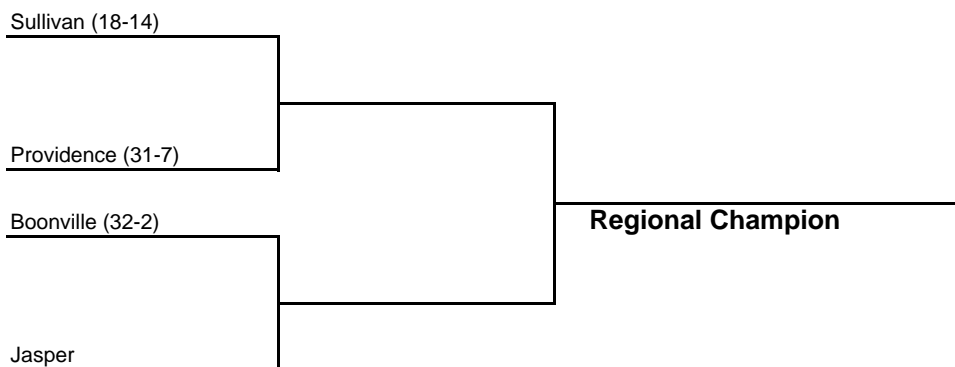 Sullivan (18-14)
Providence (31-7)
Boonville (32-2)
Regional Champion
Jasper